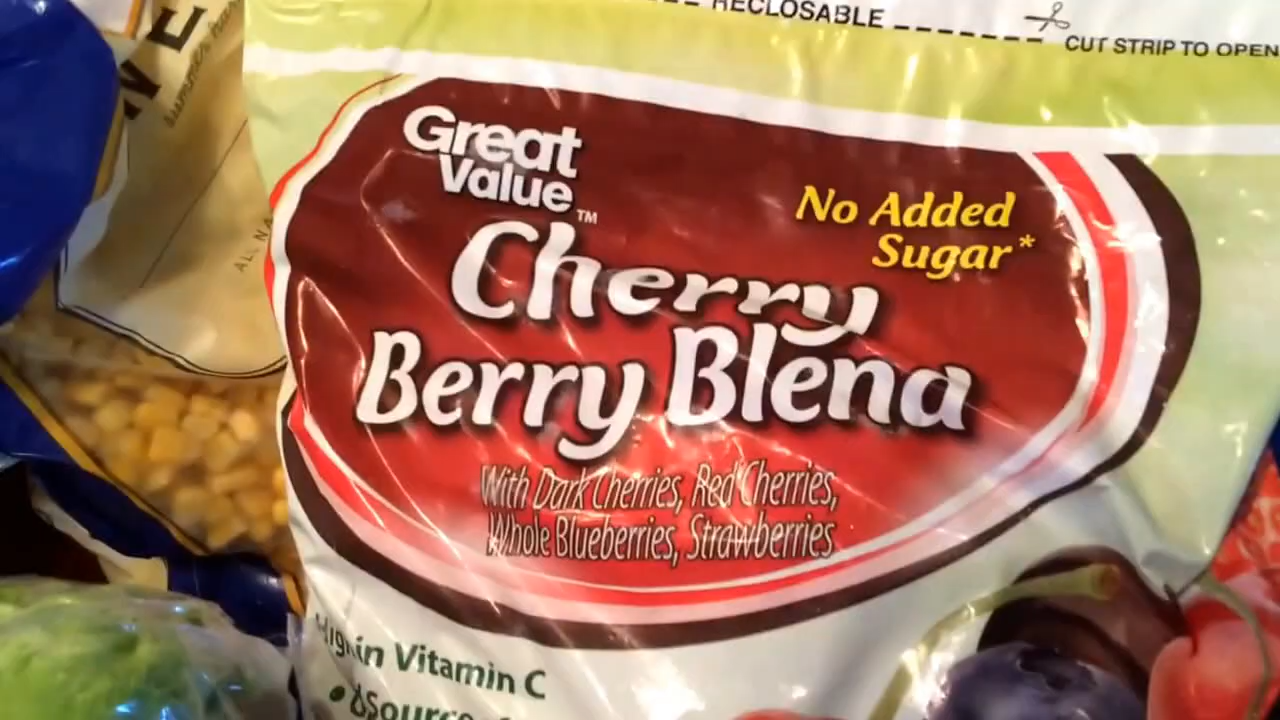 RECLOSABLE
CUT STRIP TO OPEN
Great
Value™
No Added
Sugar*
Cherry
Berry Blend
With Dark Cherries, Red Cherries,
Whole Blueberries, Strawberries
High in Vitamin C
ALL